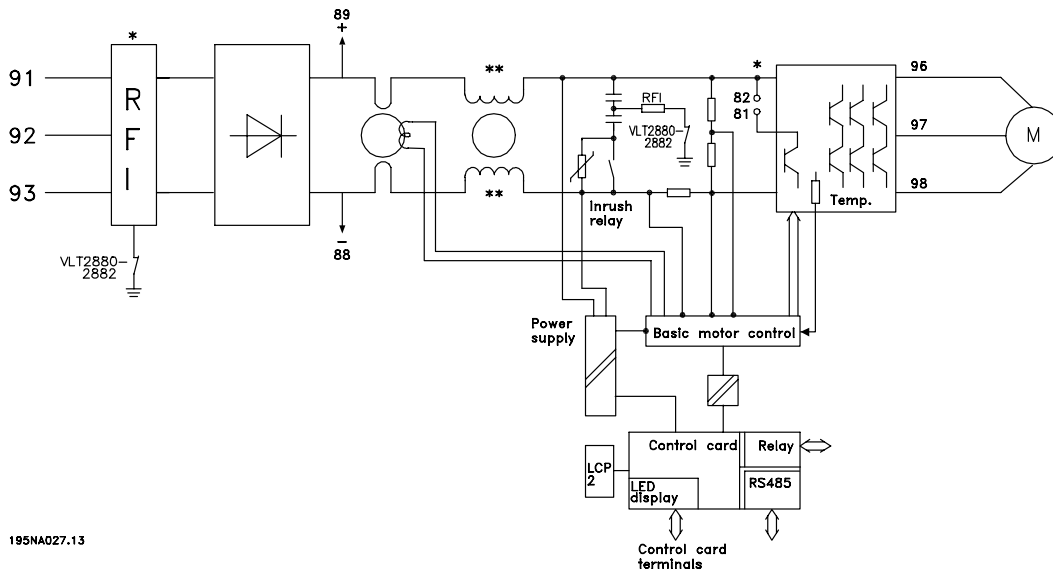 89
+
*
91
92
93
R
F
I
**
**
-
88
VLT2880-
2882
RFI
VLT2880-
2882
Inrush
relay
*
82
81
Temp.
96
97
98
M
Power
supply
Basic motor control
Control card
Relay
LCP
2
LED
display
RS485
Control card
terminals
195NA027.13